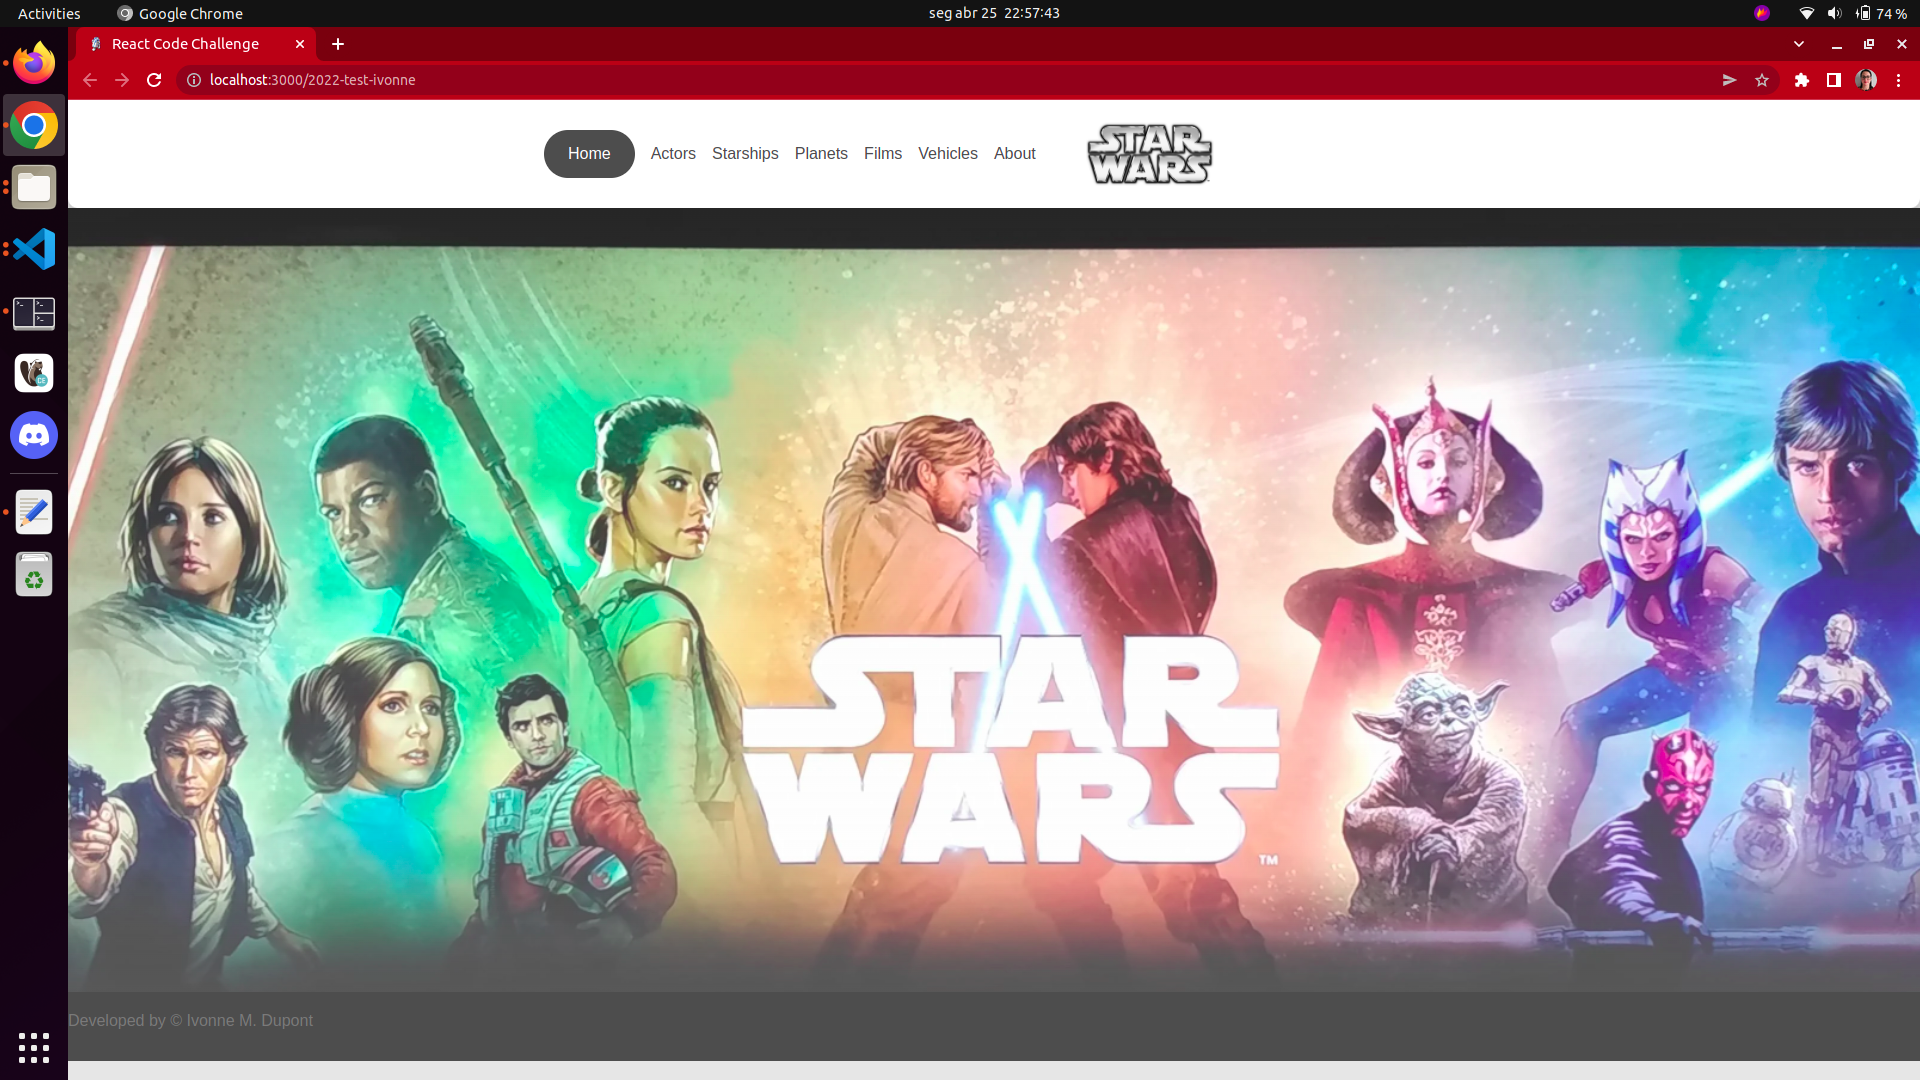 Activities
Google Chrome
seg abr 25 22:57:43
74 %
React Code Challenge
localhost:3000/2022-test-ivonne
Home
Actors
Starships
Planets
Films
Vehicles
About
STAR
WARS
STAR
WARS
TM
Developed by © Ivonne M. Dupont